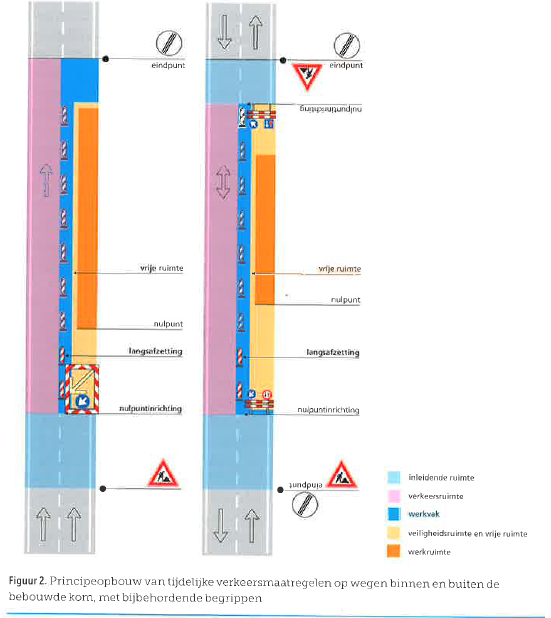 eindpunt
vrije ruimte
nulpunt
langsafzetting
nulpuntinrichting
eindpunt
nulpuntinrichting
vrije ruimte
nulpunt
langsafzetting
nulpuntinrichting
eindpunt
inleidende ruimte
verkeersruimte
werkvak
veiligheidsruimte en vrije ruimte
werkruimte
Figuur 2. Principeopbouw van tijdelijke verkeersmaatregelen op wegen binnen en buiten de
bebouwde kom, met bijbehordende begrippen